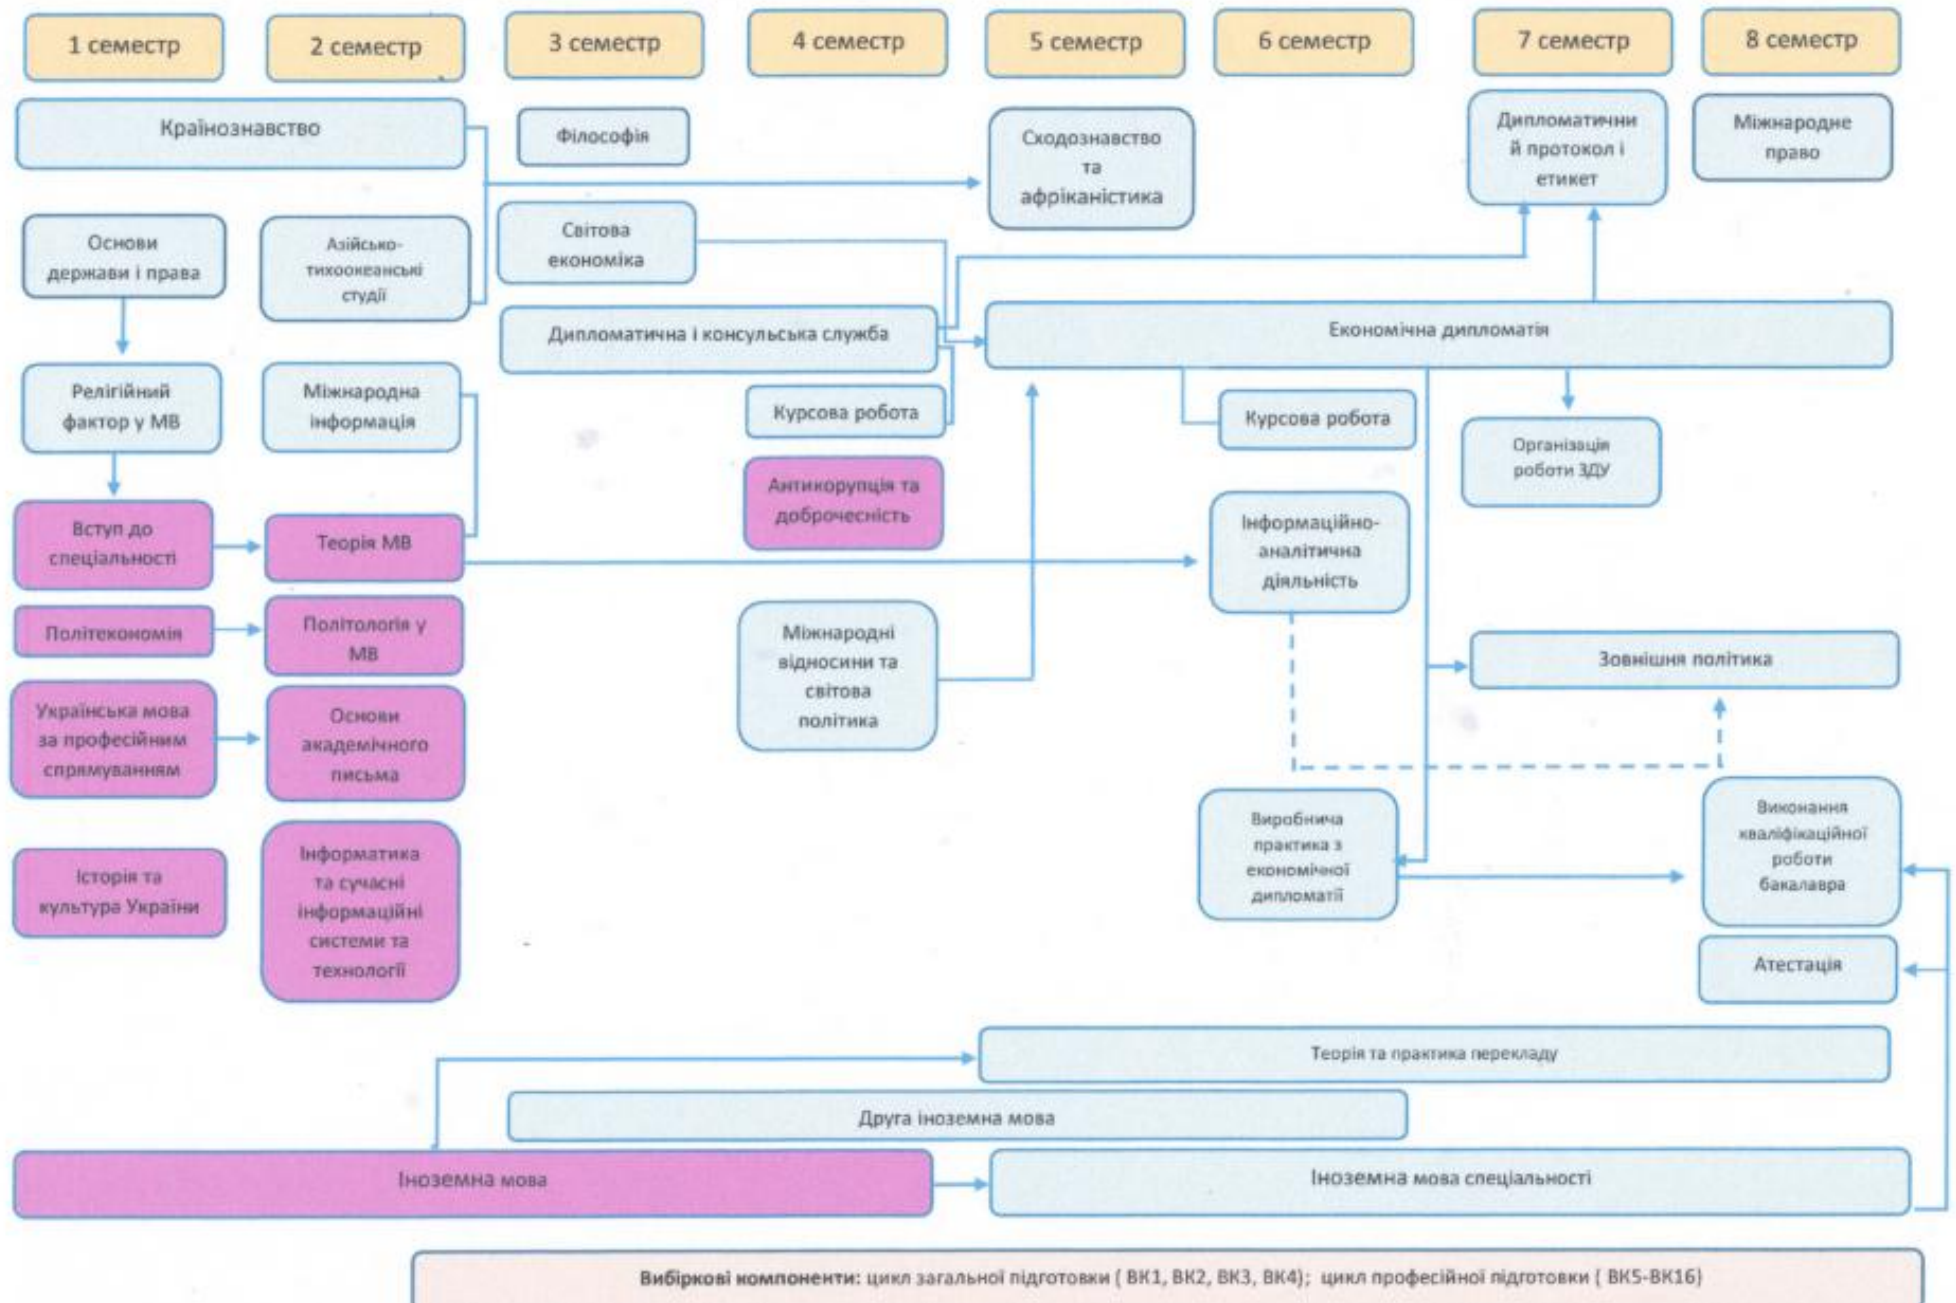 1 семестр
2 семестр
3 семестр
4 семестр
5 семестр
6 семестр
7 семестр
8 семестр
Країнознавство
Філософія
Сходознавство
та
африканістика
Дипломатични
й протокол і
етикет
Міжнародне
право
Основи
держави і права
Азійсько-
тихоокеанські
студії
Світова
економіка
Дипломатична і консульська служба
Економічна дипломатія
Релігійний
фактор у МВ
Міжнародна
інформація
Курсова робота
Курсова робота
Організація
роботи ЗДУ
Вступ до
спеціальності
Теорія МВ
Антикорупція та
доброчесність
Інформаційно-
аналітична
діяльність
Політекономія
Політологія у
МВ
Міжнародні
відносини та
світова
політика
Зовнішня політика
Українська мова
за професійним
спрямуванням
Основи
академічного
письма
Виробнича
практика з
економічної
дипломатії
Виконання
кваліфікаційної
роботи
бакалавра
Історія та
культура України
Інформатика
та сучасні
інформаційні
системи та
технології
Атестація
Теорія та практика перекладу
Друга іноземна мова
Іноземна мова
Іноземна мова спеціальності
Вибіркові компоненти: цикл загальної підготовки ( ВК1, ВК2, ВК3, ВК4); цикл професійної підготовки ( ВК5-ВК16)